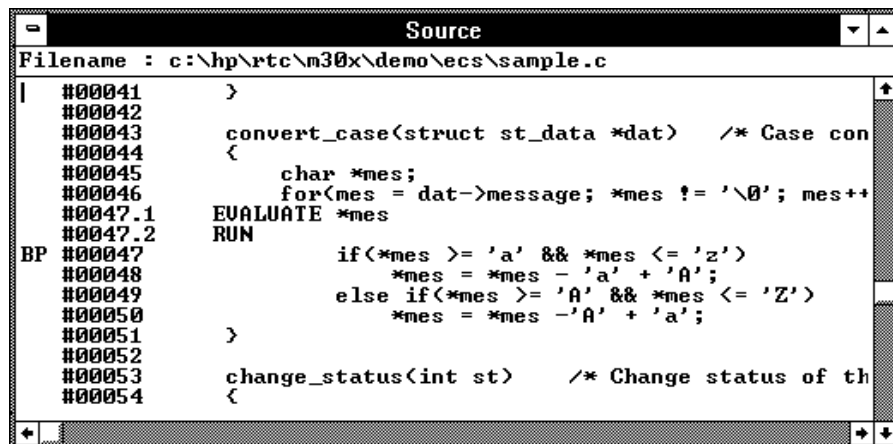 Source
Filename : c:\hp\rtc\m30x\demo\ecs\sample.c
#00041 }
#00042
#00043 convert_case(struct st_data *dat) /* Case con
#00044 {
#00045 char *mes;
#00046 for(mes = dat->message; *mes != '\0'; mes++
#0047.1 EVALUATE *mes
#0047.2 RUN
BP #00047 if(*mes >= 'a' && *mes <= 'z')
#00048 *mes = *mes - 'a' + 'A';
#00049 else if(*mes >= 'A' && *mes <= 'Z')
#00050 *mes = *mes -'A' + 'a';
#00051 }
#00052
#00053 change_status(int st) /* Change status of th
#00054 {